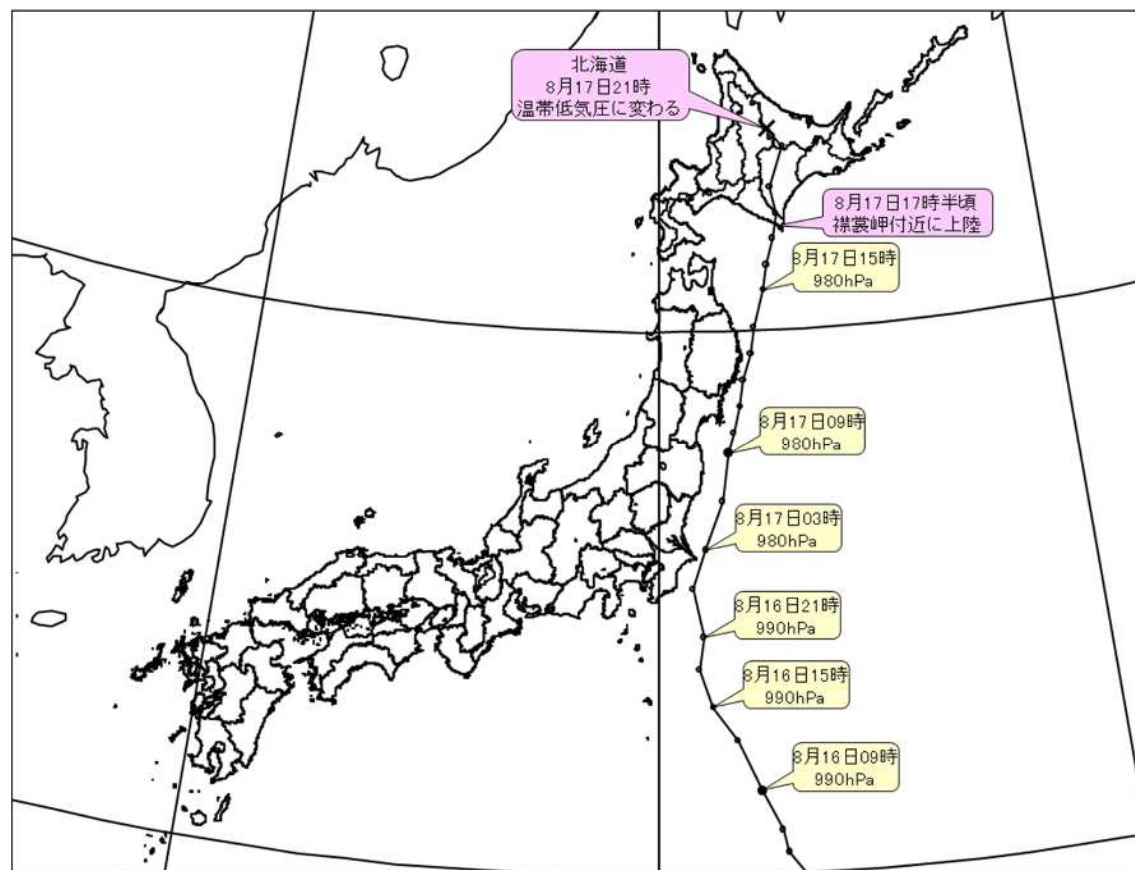 北海道
8月17日21時
温帯低気圧に変わる
8月17日17時半頃
襟裳岬付近に上陸
8月17日15時
980hPa
8月17日09時
980hPa
8月17日03時
980hPa
8月16日21時
990hPa
8月16日15時
990hPa
8月16日09時
990hPa